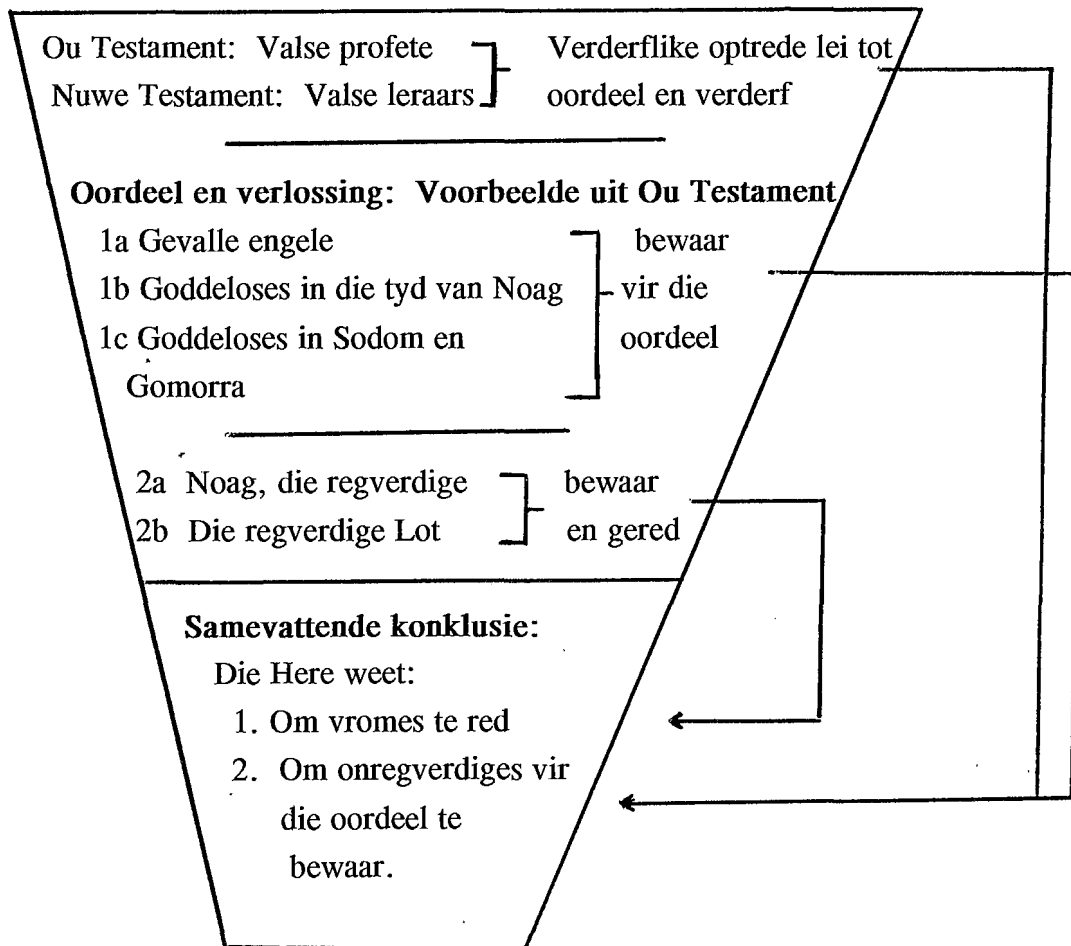 Ou Testament: Valse profete Verderflike optrede lei tot
Nuwe Testament: Valse leraars oordeel en verderf
Oordeel en verlossing: Voorbeelde uit Ou Testament
1a Gevalle engele bewaar
1b Goddeloses in die tyd van Noag vir die
1c Goddeloses in Sodom en oordeel
Gomorra
2a Noag, die regverdige bewaar
2b Die regverdige Lot en gered
Samevattende konklusie:
Die Here weet:
1. Om vromes te red
2. Om onregverdiges vir
die oordeel te
bewaar.